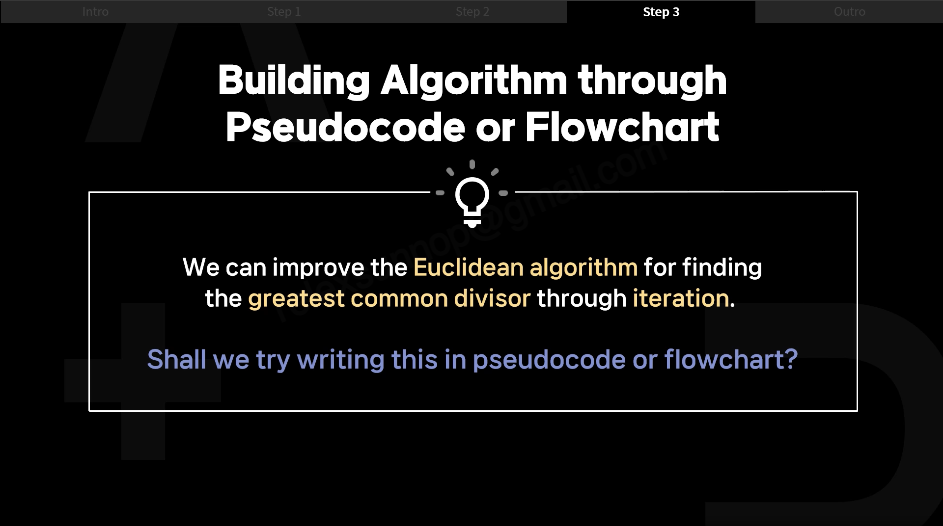 Intro
Step 1
Step 2
Step 3
Outro
Building Algorithm through
Pseudocode or Flowchart
We can improve the Euclidean algorithm for finding
the greatest common divisor through iteration.
Shall we try writing this in pseudocode or flowchart?